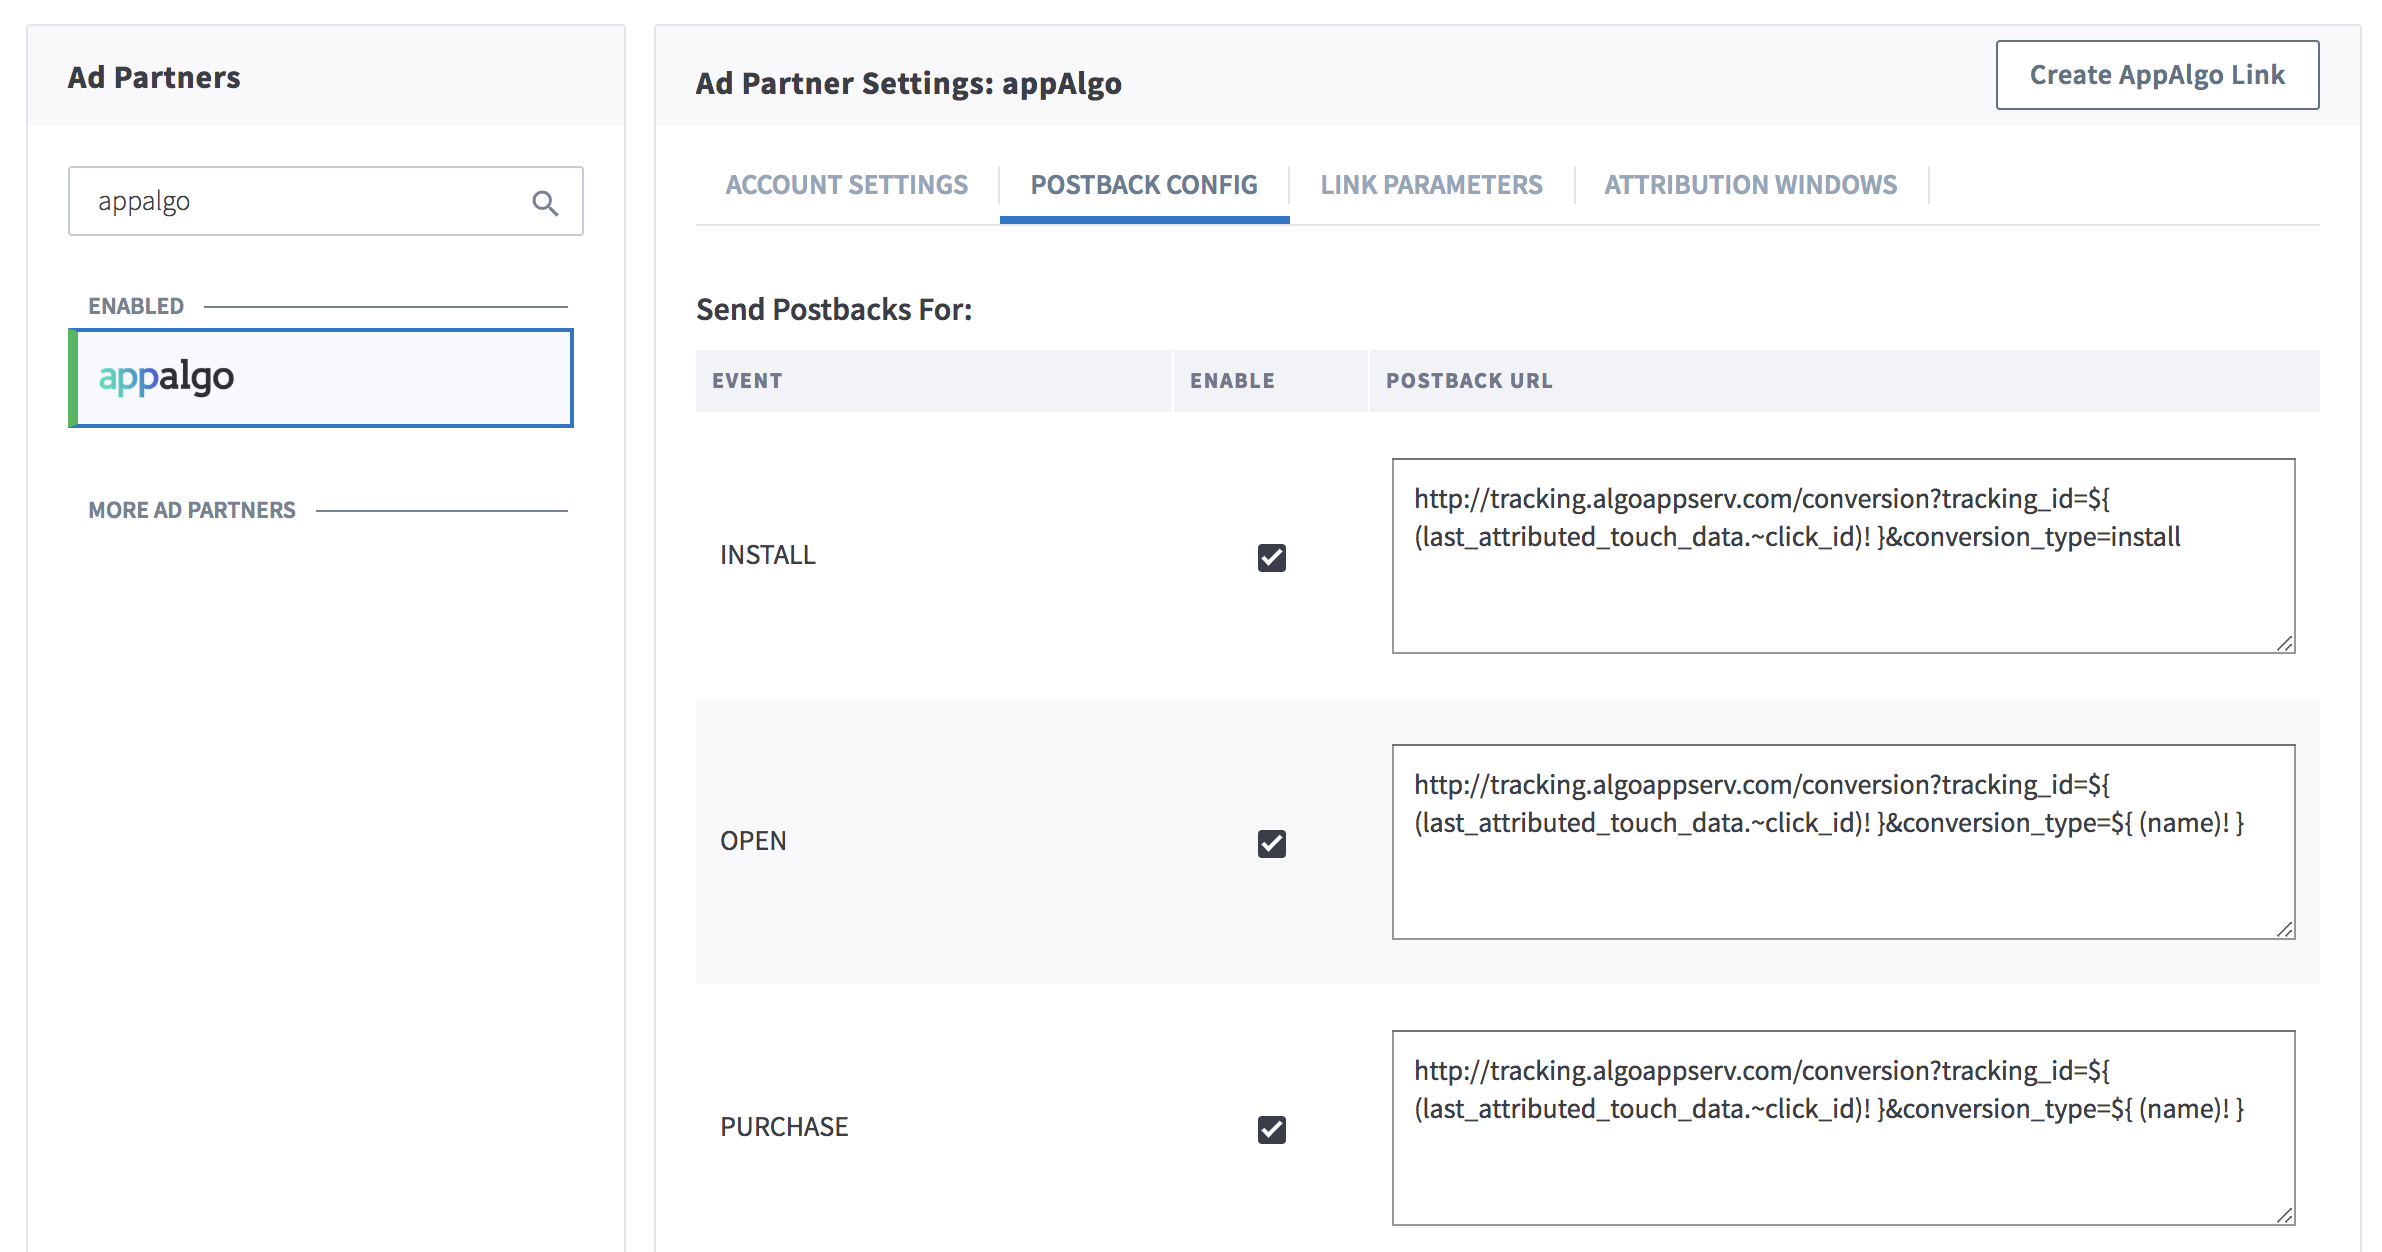 Ad Partners
appalgo
ENABLED
appalgo
MORE AD PARTNERS
Ad Partner Settings: appAlgo
Create AppAlgo Link
ACCOUNT SETTINGS
POSTBACK CONFIG
LINK PARAMETERS
ATTRIBUTION WINDOWS
Send Postbacks For:
EVENT
ENABLE
POSTBACK URL
INSTALL
http://tracking.algoappserv.com/conversion?tracking_id=${
(last_attributed_touch_data.~click_id)! }&conversion_type=install
OPEN
http://tracking.algoappserv.com/conversion?tracking_id=${
(last_attributed_touch_data.~click_id)! }&conversion_type=${ (name)! }
PURCHASE
http://tracking.algoappserv.com/conversion?tracking_id=${
(last_attributed_touch_data.~click_id)! }&conversion_type=${ (name)! }